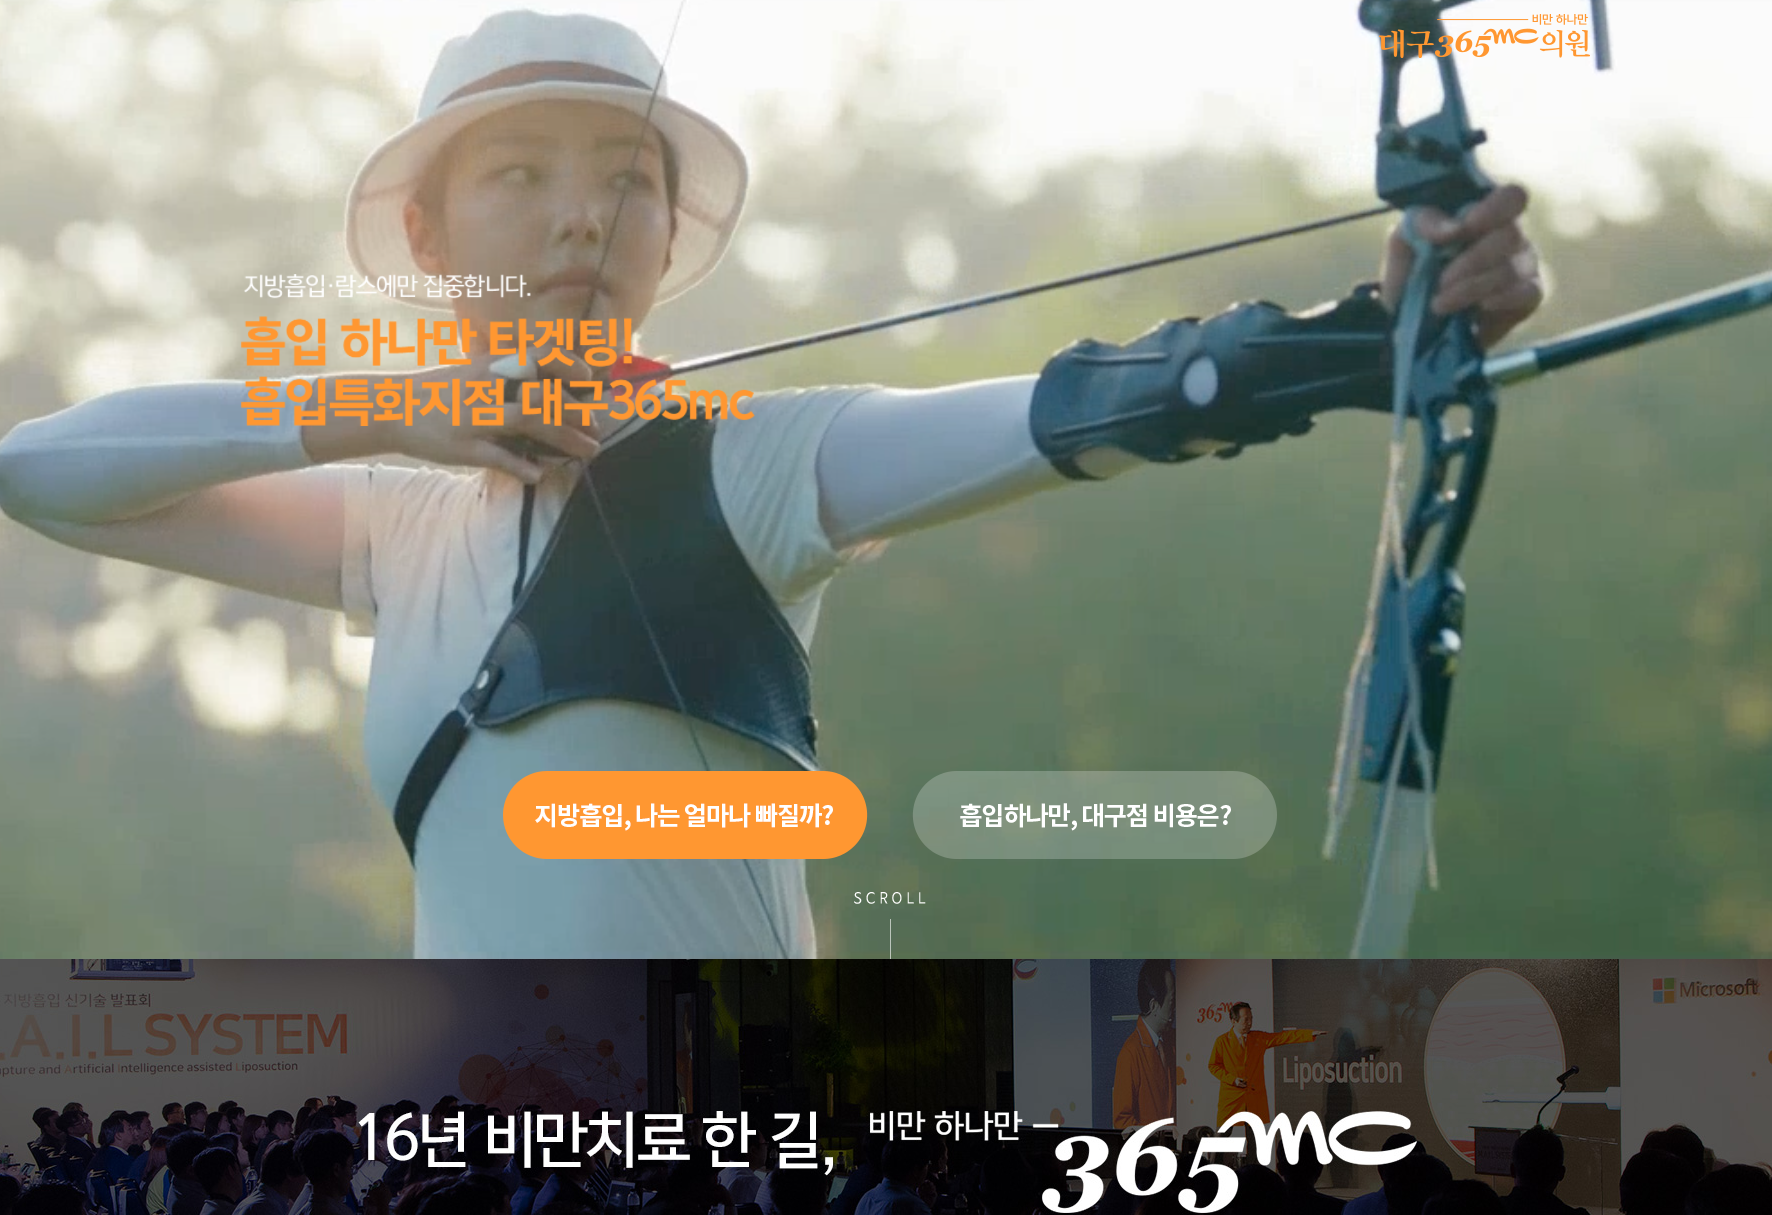 비만 하나만
대구365mc의원
지방흡입·람스에만 집중합니다.
흡입 하나만 타겟팅!
흡입특화지점 대구365mc
지방흡입, 나는 얼마나 빠질까?
흡입하나만, 대구점 비용은?
SCROLL
지방흡입 신기술 발표회
.A.I.L SYSTEM
pture and Artificial Intelligence assisted Liposuction
365mc
Microsoft
Liposuction
16년 비만치료 한 길,
비만 하나만
365mc